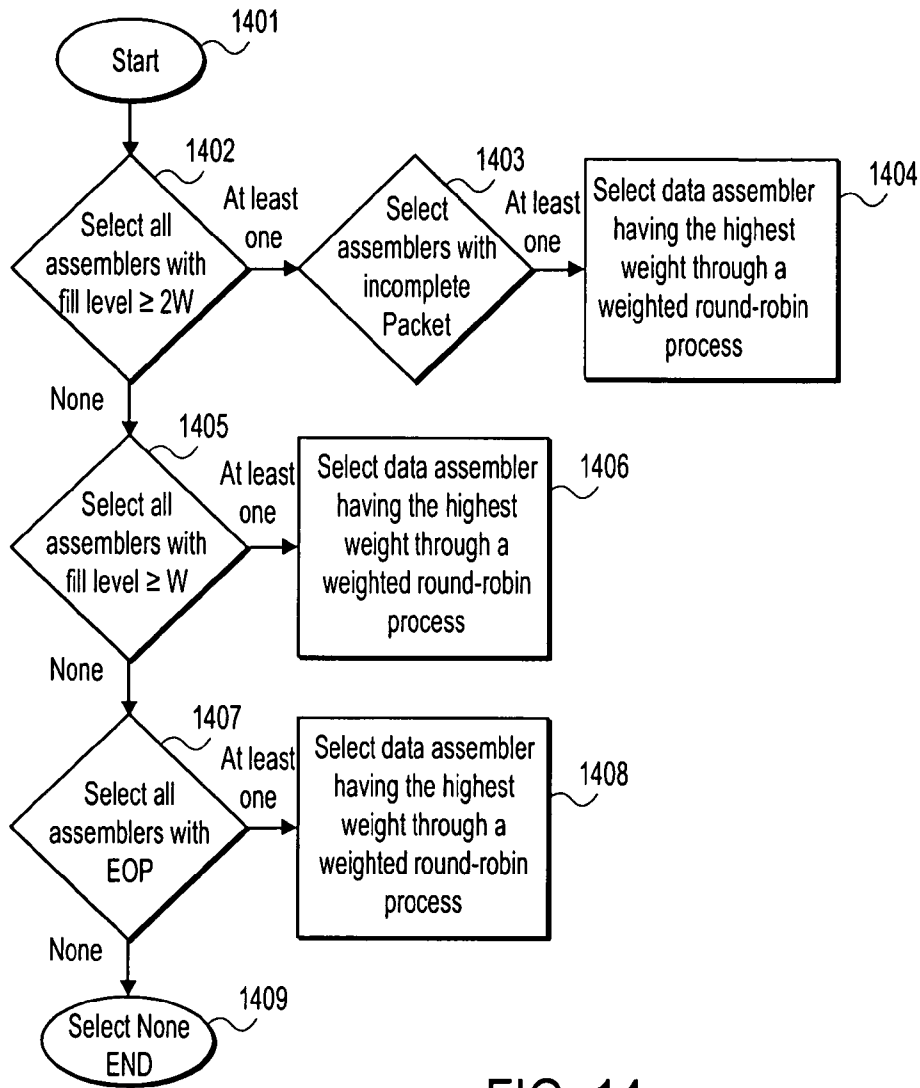 1401
Start
1402
Select all
assemblers with
fill level ≥ 2W
At least
one
1403
Select
assemblers with
incomplete
Packet
At least
one
1404
Select data assembler
having the highest
weight through a
weighted round-robin
process
None
1405
Select all
assemblers with
fill level ≥ W
At least
one
1406
Select data assembler
having the highest
weight through a
weighted round-robin
process
None
1407
Select all
assemblers with
EOP
At least
one
1408
Select data assembler
having the highest
weight through a
weighted round-robin
process
None
1409
Select None
END
FIG. 14